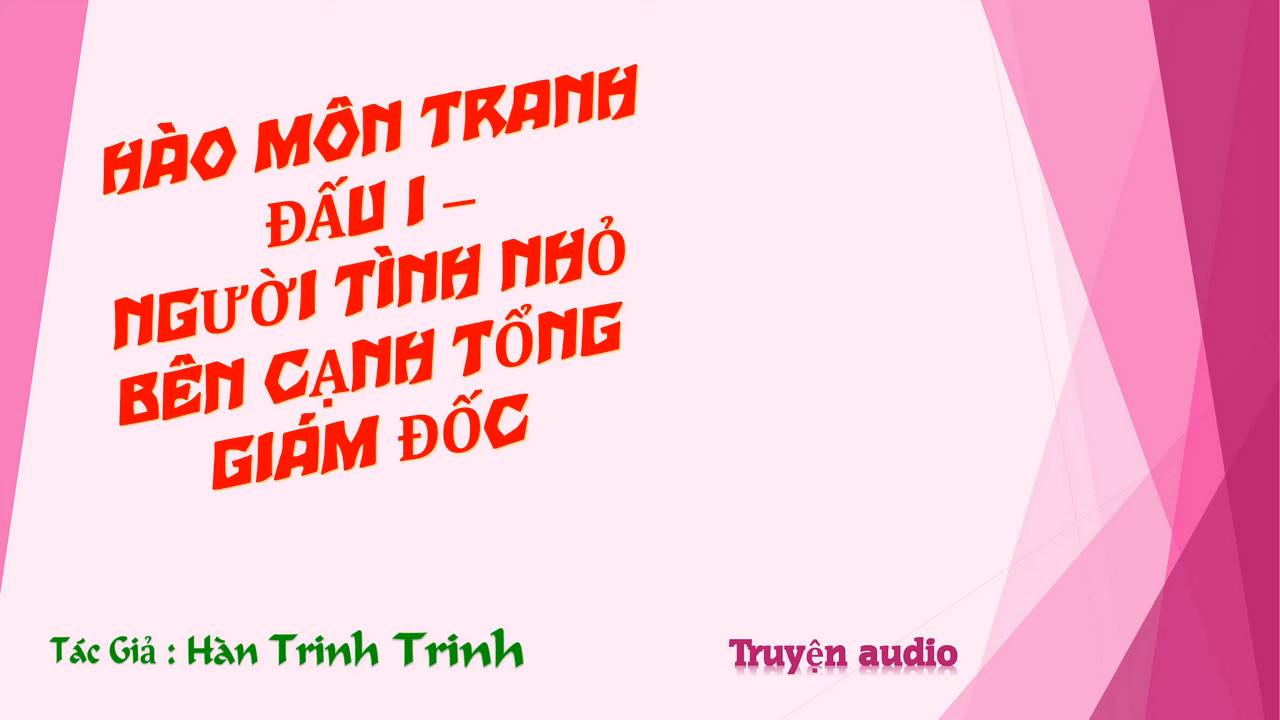 HÀO MÔN TRANH
ĐẤU I –
NGƯỜI TÌNH NHỎ
BÊN CẠNH TỔNG
GIÁM ĐỐC
Tác Giả : Hàn Trinh Trinh
Truyện audio